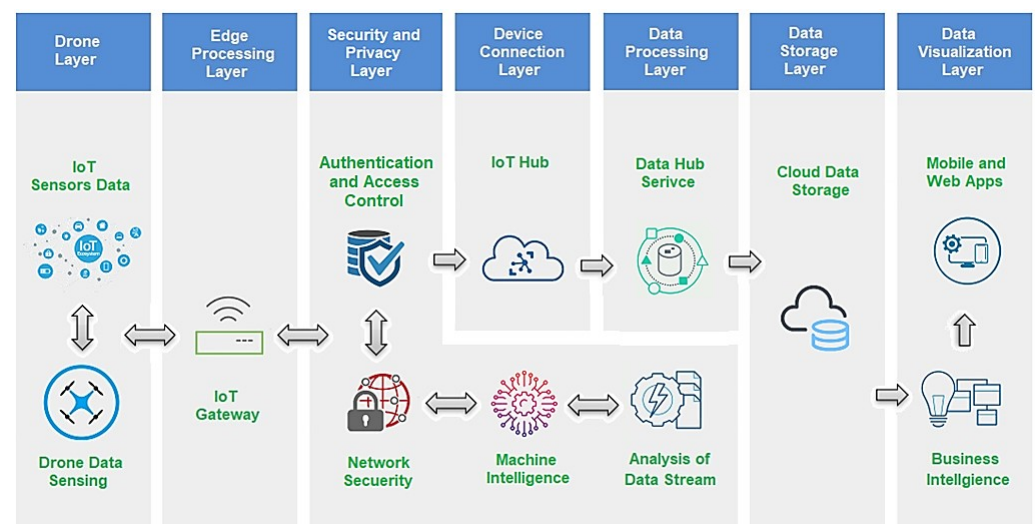 Drone
Layer
Edge
Processing
Layer
Security and
Privacy
Layer
Device
Connection
Layer
Data
Processing
Layer
Data
Storage
Layer
Data
Visualization
Layer
IoT
Sensors Data
IoT
Ecosystem
Drone Data
Sensing
IoT
Gateway
Authentication
and Access
Control
Network
Secuerity
IoT Hub
Machine
Intelligence
Data Hub
Serivce
Analysis of
Data Stream
Cloud Data
Storage
Mobile and
Web Apps
Business
Intellgience